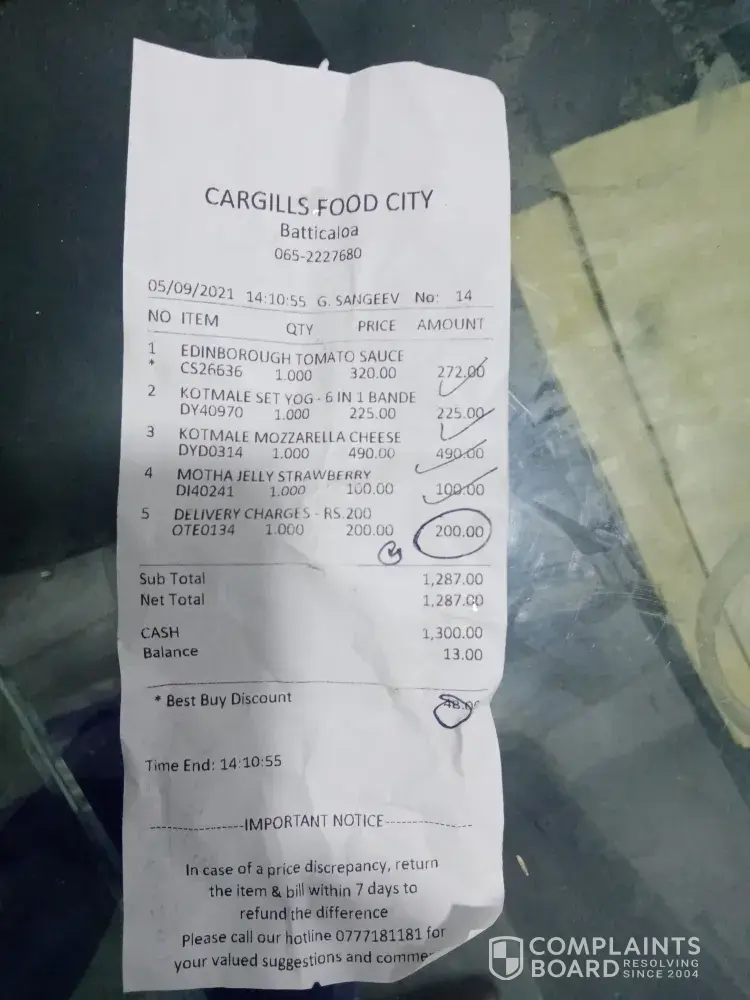 CARGILLS FOOD CITY
Batticaloa
065-2227680
05/09/2021 14:10:55 G. SANGEEV No: 14
NO ITEM QTY PRICE AMOUNT
1 EDINBOROUGH TOMATO SAUCE
* CS26636 1.000 320.00 272.00
2 KOTMALE SET YOG - 6 IN 1 BANDE
DY40970 1.000 225.00 225.00
3 KOTMALE MOZZARELLA CHEESE
DYD0314 1.000 490.00 490.00
4 MOTHA JELLY STRAWBERRY
DI40241 1.000 100.00 100.00
5 DELIVERY CHARGES - RS.200
OTE0134 1.000 200.00 200.00
Sub Total 1,287.00
Net Total 1,287.00
CASH 1,300.00
Balance 13.00
* Best Buy Discount 48.00
Time End: 14:10:55
IMPORTANT NOTICE
In case of a price discrepancy, return
the item & bill within 7 days to
refund the difference
Please call our hotline 0777181181 for
your valued suggestions and comme
COMPLAINTS
BOARD RESOLVING
SINCE 2004